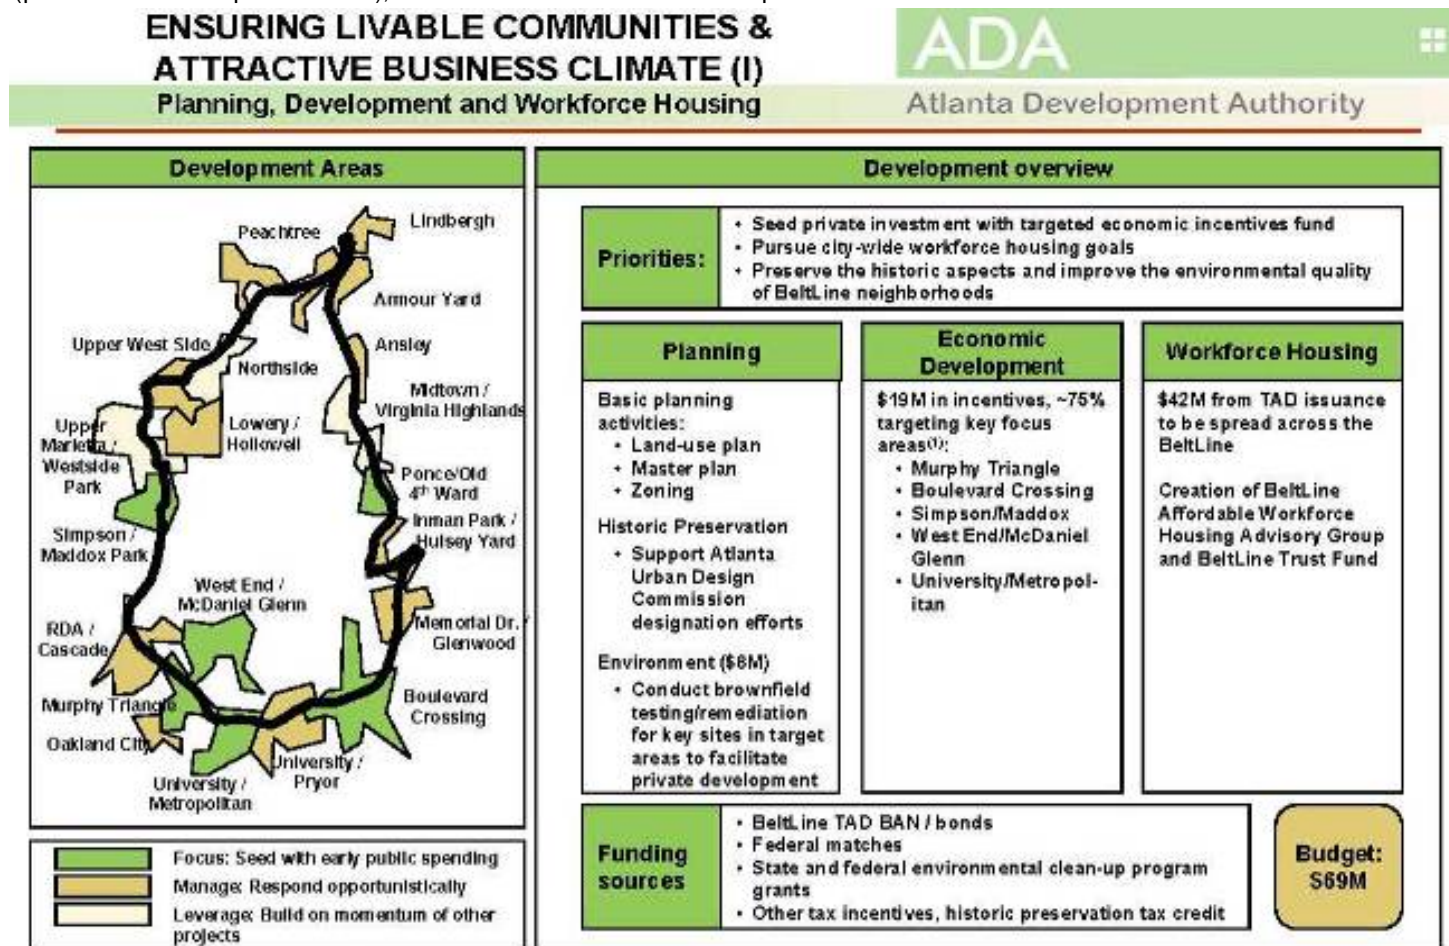 ENSURING LIVABLE COMMUNITIES &
ATTRACTIVE BUSINESS CLIMATE (I)
Planning, Development and Workforce Housing
ADA
Atlanta Development Authority
Development Areas
Peachtree
Lindbergh
Armour Yard
Upper West Side
Ansley
Northside
Midtown /
Virginia Highlands
Upper
Marietta /
Westside
Park
Lowery /
Hollowell
Ponce/Old
4th Ward
Inman Park /
Hulsey Yard
Simpson /
Maddox Park
West End /
McDaniel Glenn
RDA /
Cascade
Memorial Dr. /
Glenwood
Murphy Triangle
Boulevard
Crossing
Oakland City
University /
Pryor
University /
Metropolitan
Focus: Seed with early public spending
Manage: Respond opportunistically
Leverage: Build on momentum of other
projects
Development overview
Priorities:
• Seed private investment with targeted economic incentives fund
• Pursue city-wide workforce housing goals
• Preserve the historic aspects and improve the environmental quality
of BeltLine neighborhoods
Planning
Basic planning
activities:
• Land-use plan
• Master plan
• Zoning
Historic Preservation
• Support Atlanta
Urban Design
Commission
designation efforts
Environment ($8M)
• Conduct brownfield
testing/remediation
for key sites in target
areas to facilitate
private development
Economic
Development
$19M in incentives, ~75%
targeting key focus
areas(1):
• Murphy Triangle
• Boulevard Crossing
• Simpson/Maddox
• West End/McDaniel
Glenn
• University/Metropol-
itan
Workforce Housing
$42M from TAD issuance
to be spread across the
BeltLine
Creation of BeltLine
Affordable Workforce
Housing Advisory Group
and BeltLine Trust Fund
Funding
sources
• BeltLine TAD BAN / bonds
• Federal matches
• State and federal environmental clean-up program
grants
• Other tax incentives, historic preservation tax credit
Budget:
$69M